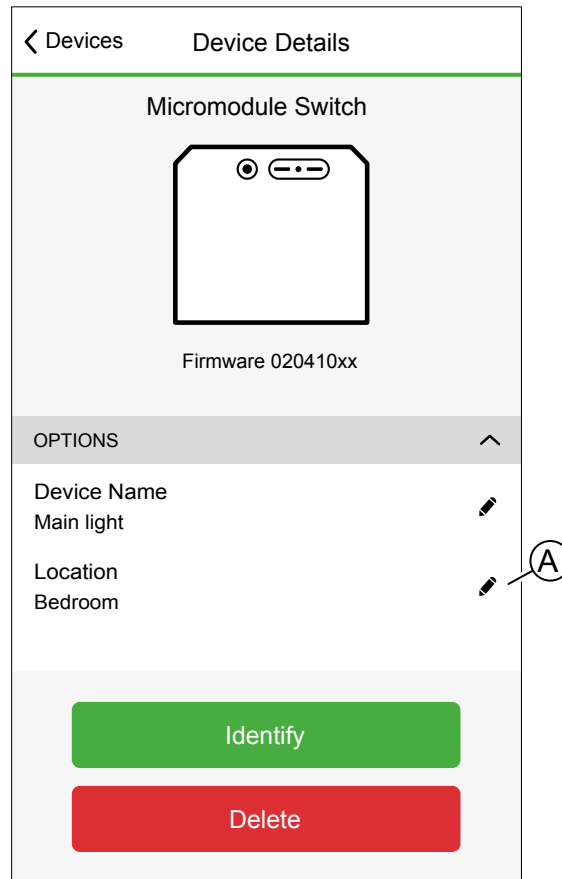 Devices Device Details
Micromodule Switch
Firmware 020410xx
OPTIONS
Device Name
Main light
Location
Bedroom
A
Identify
Delete